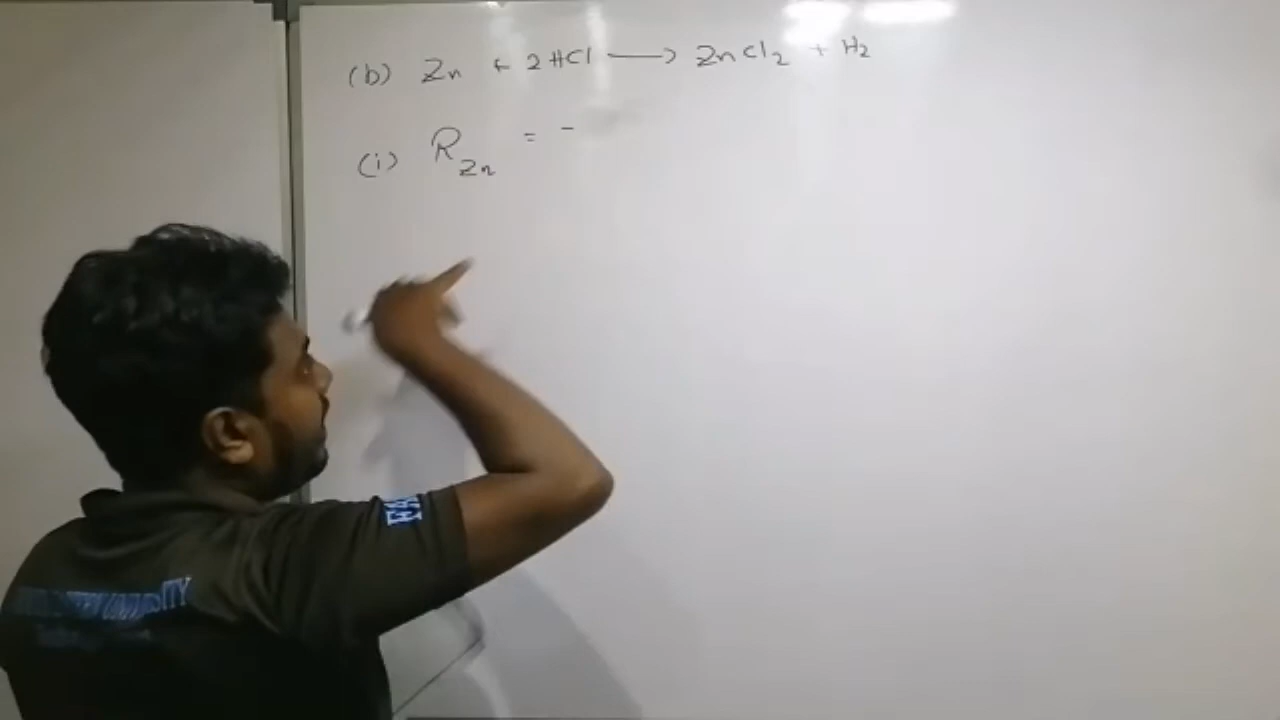 (b) Zn + 2HCl ⟶ ZnCl₂ + H₂
(i) R_Zn = -